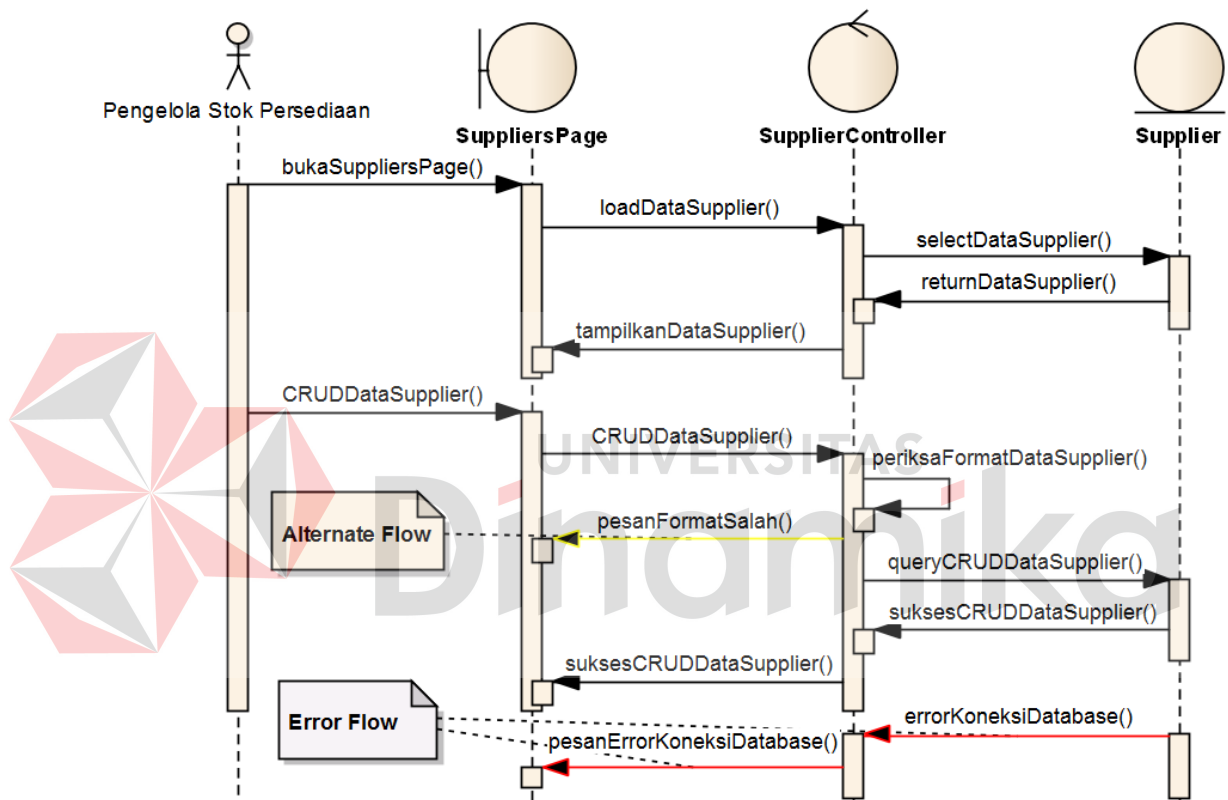 Pengelola Stok Persediaan
SuppliersPage
SupplierController
Supplier
bukaSuppliersPage()
loadDataSupplier()
selectDataSupplier()
returnDataSupplier()
tampilkanDataSupplier()
CRUDDataSupplier()
CRUDDataSupplier()
UNIVERSITAS
Dinamika
periksaFormatDataSupplier()
Alternate Flow
pesanFormatSalah()
queryCRUDDataSupplier()
suksesCRUDDataSupplier()
suksesCRUDDataSupplier()
Error Flow
errorKoneksiDatabase()
pesanErrorKoneksiDatabase()